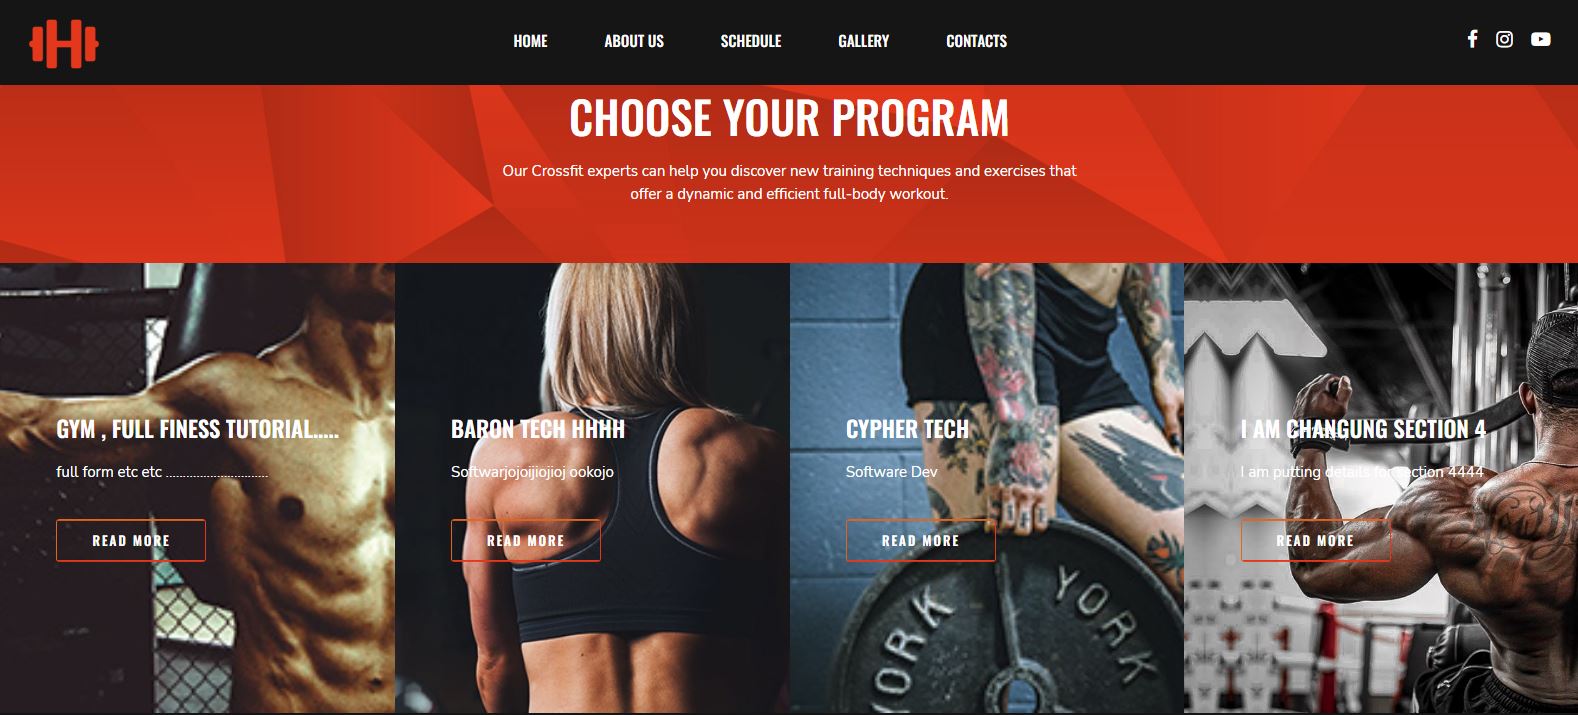 HOME ABOUT US SCHEDULE GALLERY CONTACTS
CHOOSE YOUR PROGRAM
Our Crossfit experts can help you discover new training techniques and exercises that
offer a dynamic and efficient full-body workout.
GYM , FULL FINESS TUTORIAL.....
full form etc etc ..............................
READ MORE
BARON TECH HHHH
Softwarjojoijiojioj ookojo
READ MORE
CYPHER TECH
Software Dev
READ MORE
YORK
YORK
I AM CHANGUNG SECTION 4
I am putting details for section 4444
READ MORE